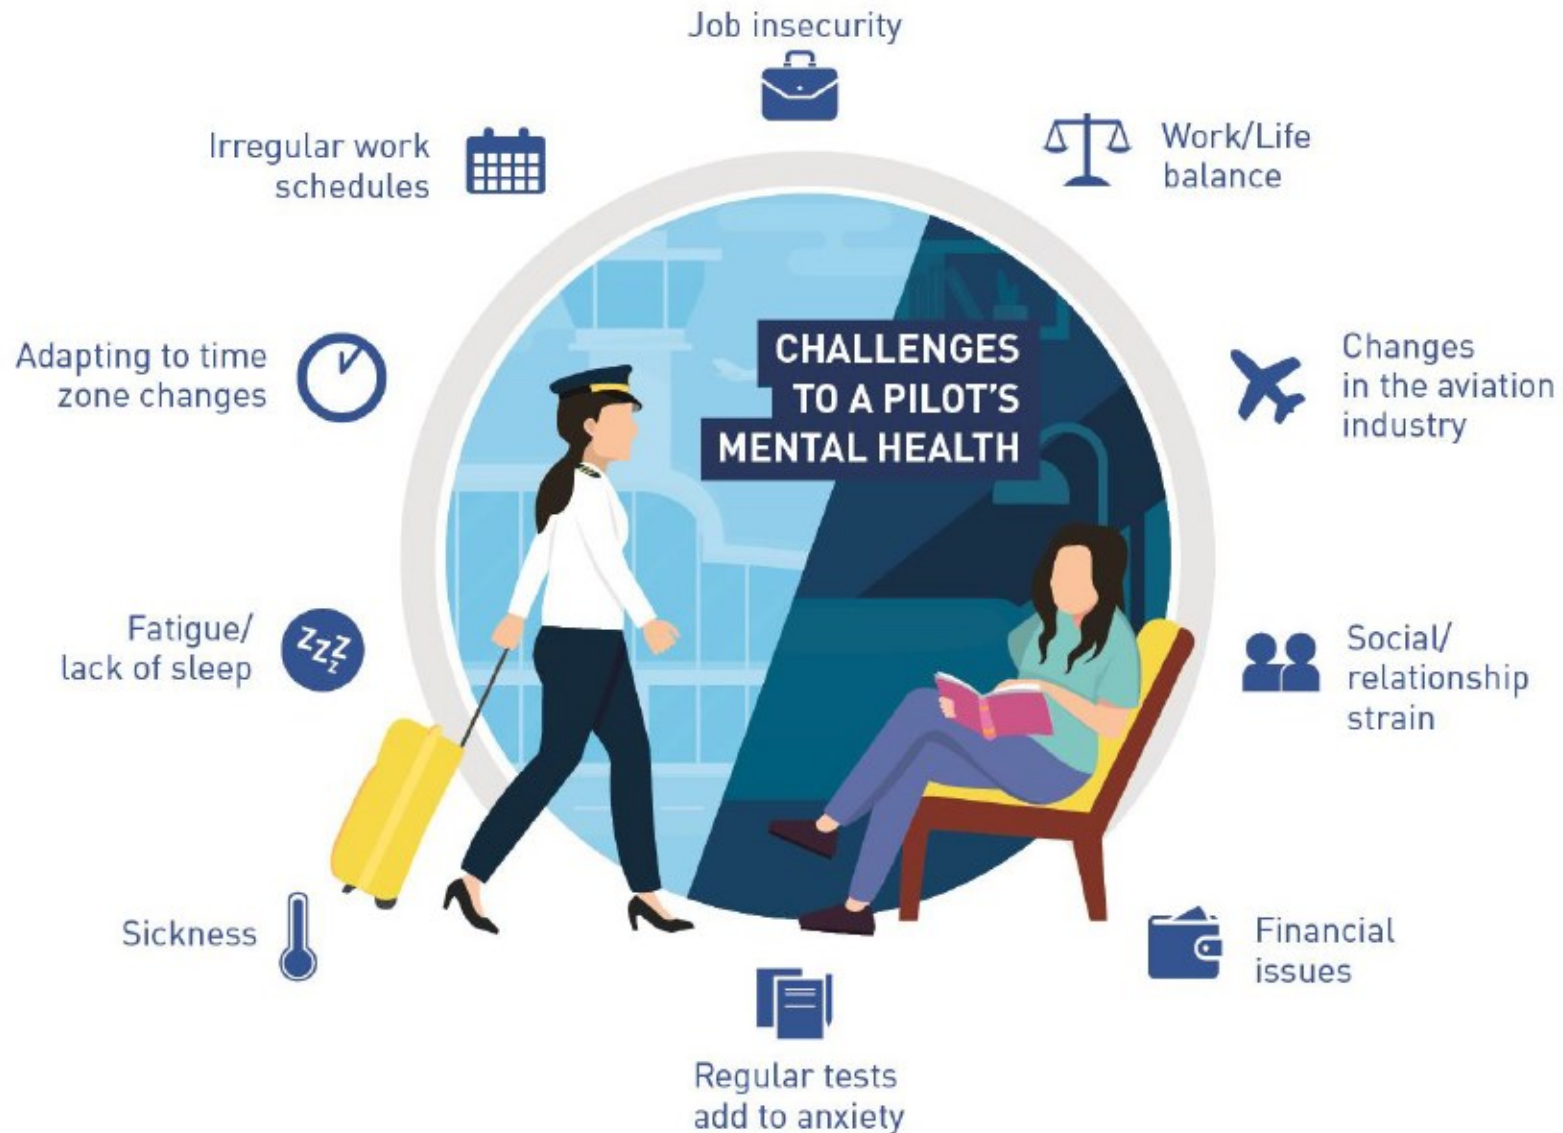 Job insecurity
Work/Life
balance
Changes
in the aviation
industry
Social/
relationship
strain
Financial
issues
Regular tests
add to anxiety
Sickness
Fatigue/
lack of sleep
ZZZZ
Adapting to time
zone changes
Irregular work
schedules
CHALLENGES
TO A PILOT'S
MENTAL HEALTH